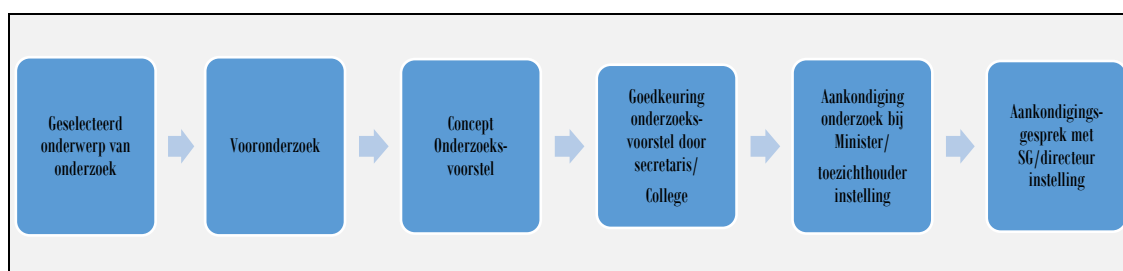 Geselecteerd
onderwerp van
onderzoek
Vooronderzoek
Concept
Onderzoeks-
voorstel
Goedkeuring
onderzoeks-
voorstel door
secretaris/
College
Aankondiging
onderzoek bij
Minister/
toezichthouder
instelling
Aankondigings-
gesprek met
SG/directeur
instelling